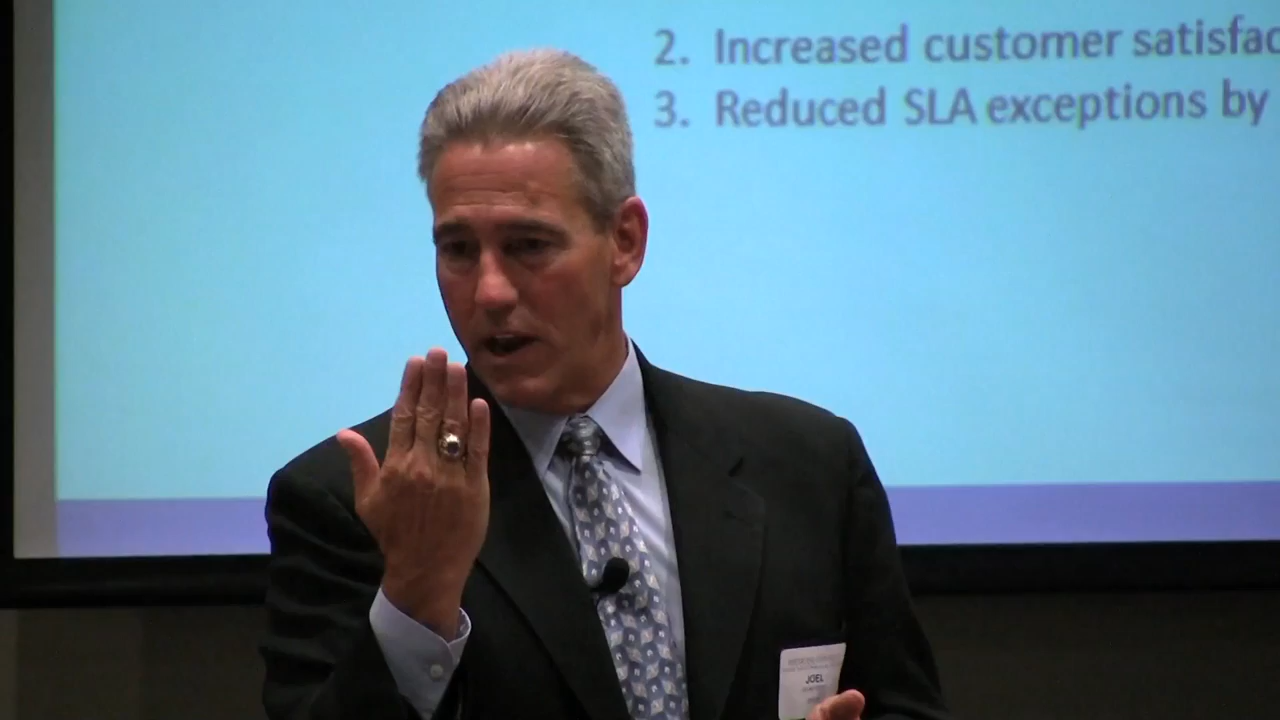 2. Increased customer satisfac
3. Reduced SLA exceptions by
JOEL